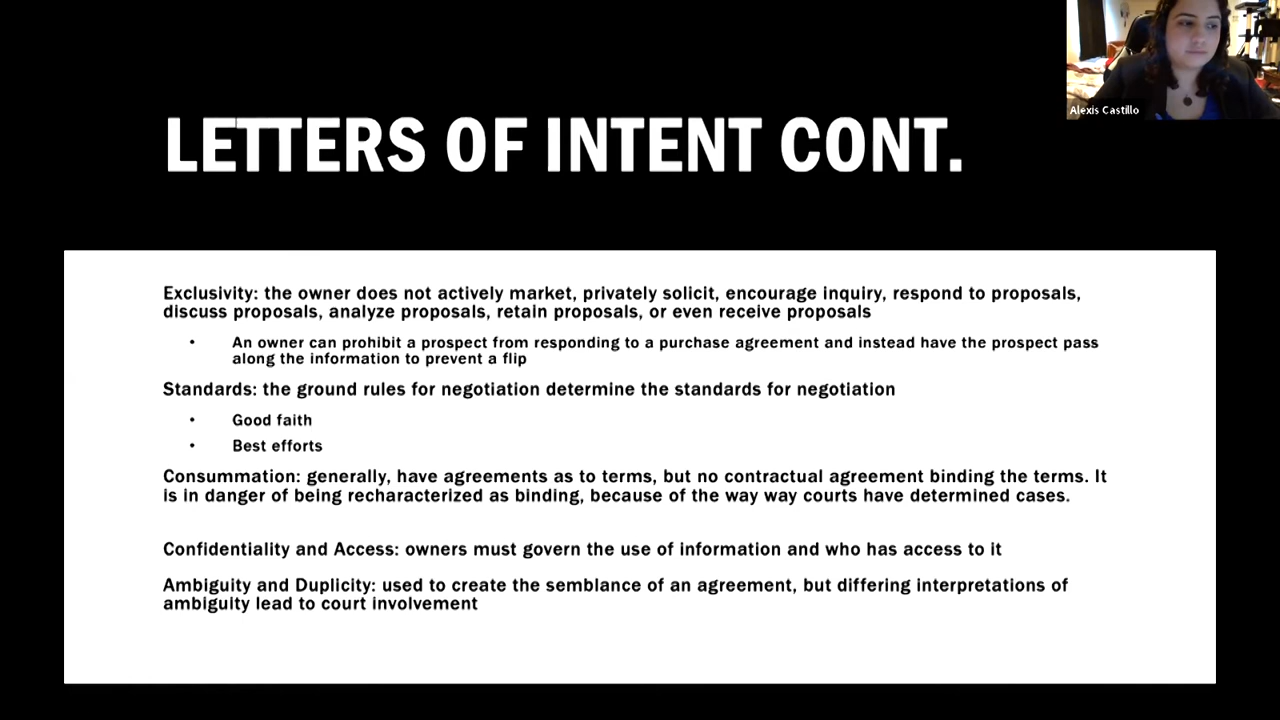 Alexis Castillo
LETTERS OF INTENT CONT.
Exclusivity: the owner does not actively market, privately solicit, encourage inquiry, respond to proposals,
discuss proposals, analyze proposals, retain proposals, or even receive proposals
• An owner can prohibit a prospect from responding to a purchase agreement and instead have the prospect pass
along the information to prevent a flip
Standards: the ground rules for negotiation determine the standards for negotiation
• Good faith
• Best efforts
Consummation: generally, have agreements as to terms, but no contractual agreement binding the terms. It
is in danger of being recharacterized as binding, because of the way way courts have determined cases.
Confidentiality and Access: owners must govern the use of information and who has access to it
Ambiguity and Duplicity: used to create the semblance of an agreement, but differing interpretations of
ambiguity lead to court involvement